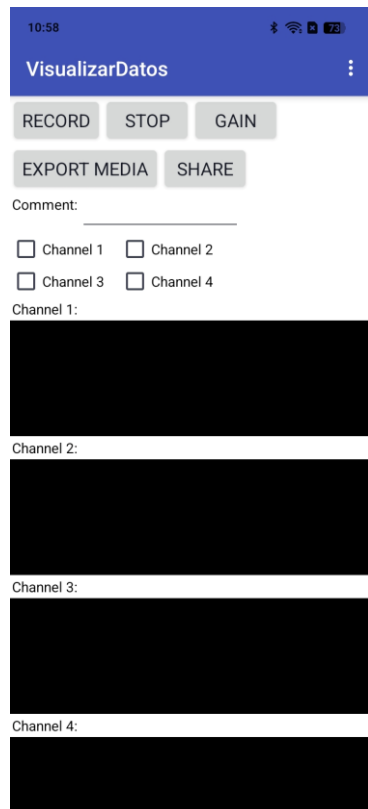 10:58 73
VisualizarDatos
RECORD STOP GAIN
EXPORT MEDIA SHARE
Comment:
Channel 1 Channel 2
Channel 3 Channel 4
Channel 1:
Channel 2:
Channel 3:
Channel 4: